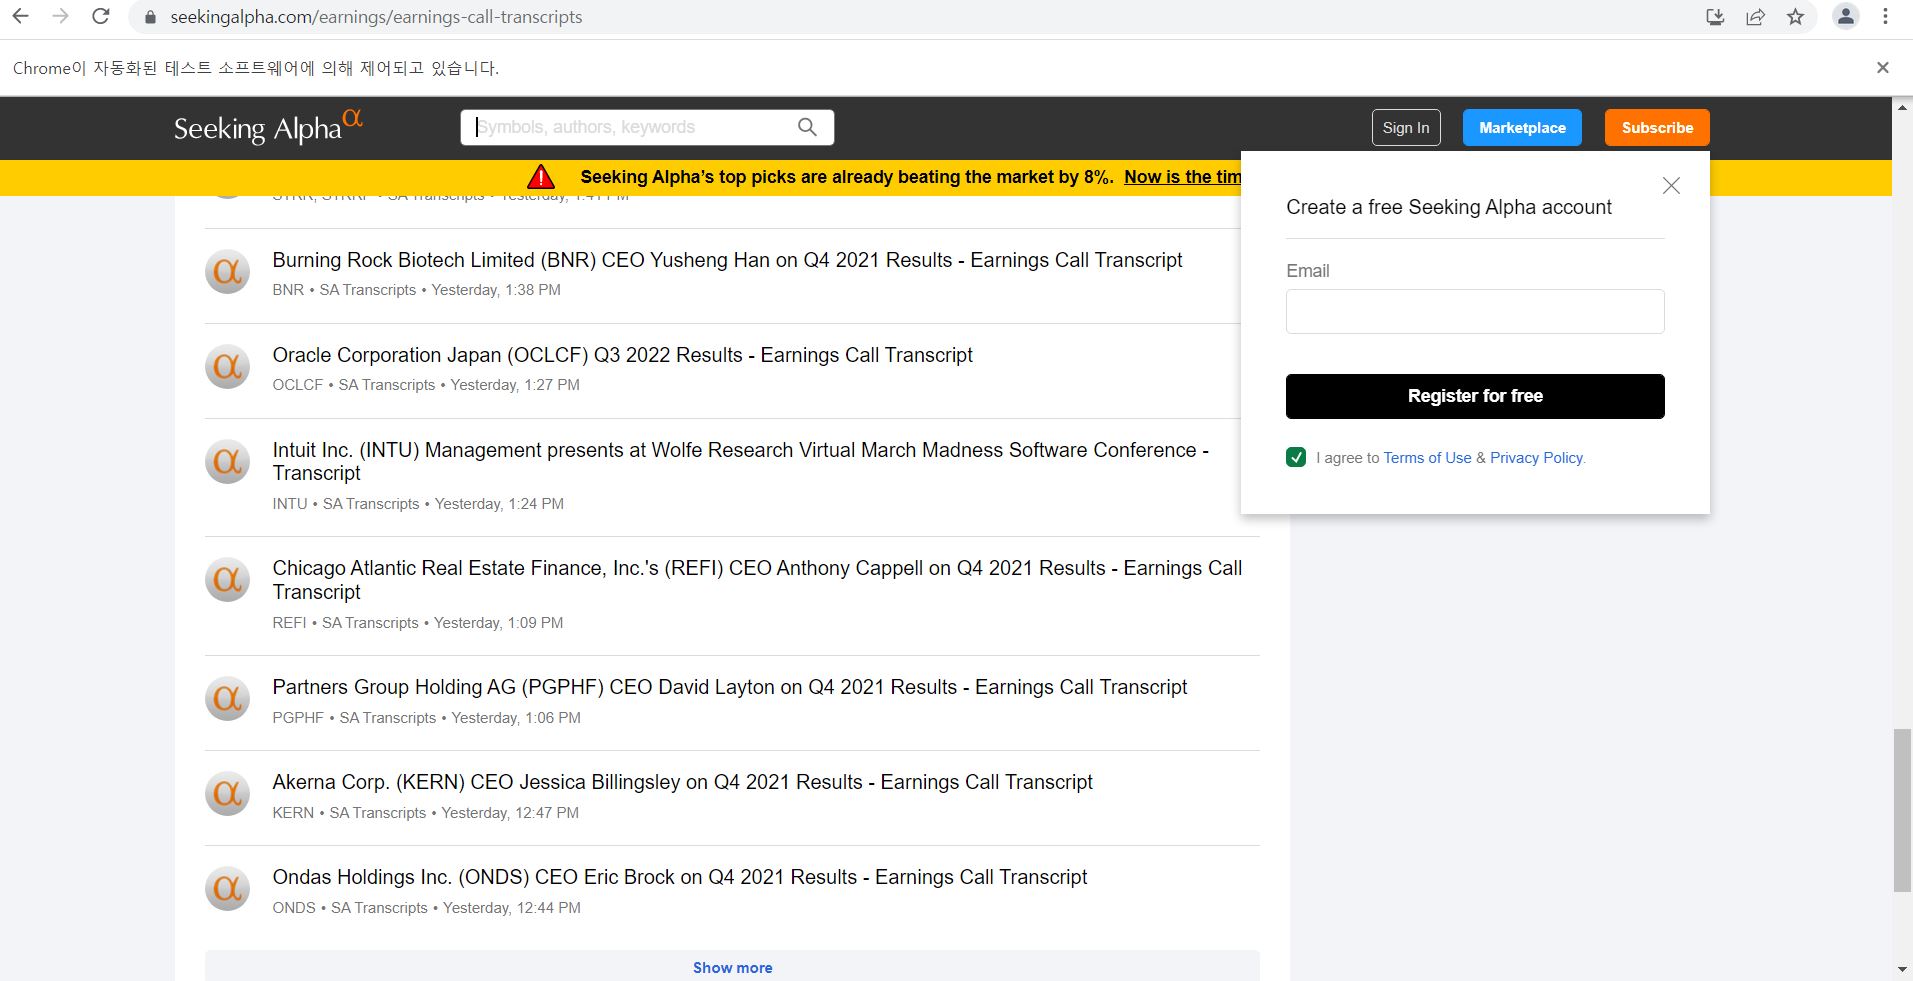 seekingalpha.com/earnings/earnings-call-transcripts
Chrome이 자동화된 테스트 소프트웨어에 의해 제어되고 있습니다.
Seeking Alpha α
Symbols, authors, keywords
Sign In
Marketplace
Subscribe
Seeking Alpha's top picks are already beating the market by 8%. Now is the tim
SA Transcripts • Yesterday, 1:41 PM
Burning Rock Biotech Limited (BNR) CEO Yusheng Han on Q4 2021 Results - Earnings Call Transcript
BNR • SA Transcripts • Yesterday, 1:38 PM
Oracle Corporation Japan (OCLCF) Q3 2022 Results - Earnings Call Transcript
OCLCF • SA Transcripts • Yesterday, 1:27 PM
Intuit Inc. (INTU) Management presents at Wolfe Research Virtual March Madness Software Conference -
Transcript
INTU • SA Transcripts • Yesterday, 1:24 PM
Chicago Atlantic Real Estate Finance, Inc.'s (REFI) CEO Anthony Cappell on Q4 2021 Results - Earnings Call
Transcript
REFI • SA Transcripts • Yesterday, 1:09 PM
Partners Group Holding AG (PGPHF) CEO David Layton on Q4 2021 Results - Earnings Call Transcript
PGPHF • SA Transcripts • Yesterday, 1:06 PM
Akerna Corp. (KERN) CEO Jessica Billingsley on Q4 2021 Results - Earnings Call Transcript
KERN • SA Transcripts • Yesterday, 12:47 PM
Ondas Holdings Inc. (ONDS) CEO Eric Brock on Q4 2021 Results - Earnings Call Transcript
ONDS • SA Transcripts • Yesterday, 12:44 PM
Show more
Create a free Seeking Alpha account
Email
Register for free
I agree to Terms of Use & Privacy Policy.